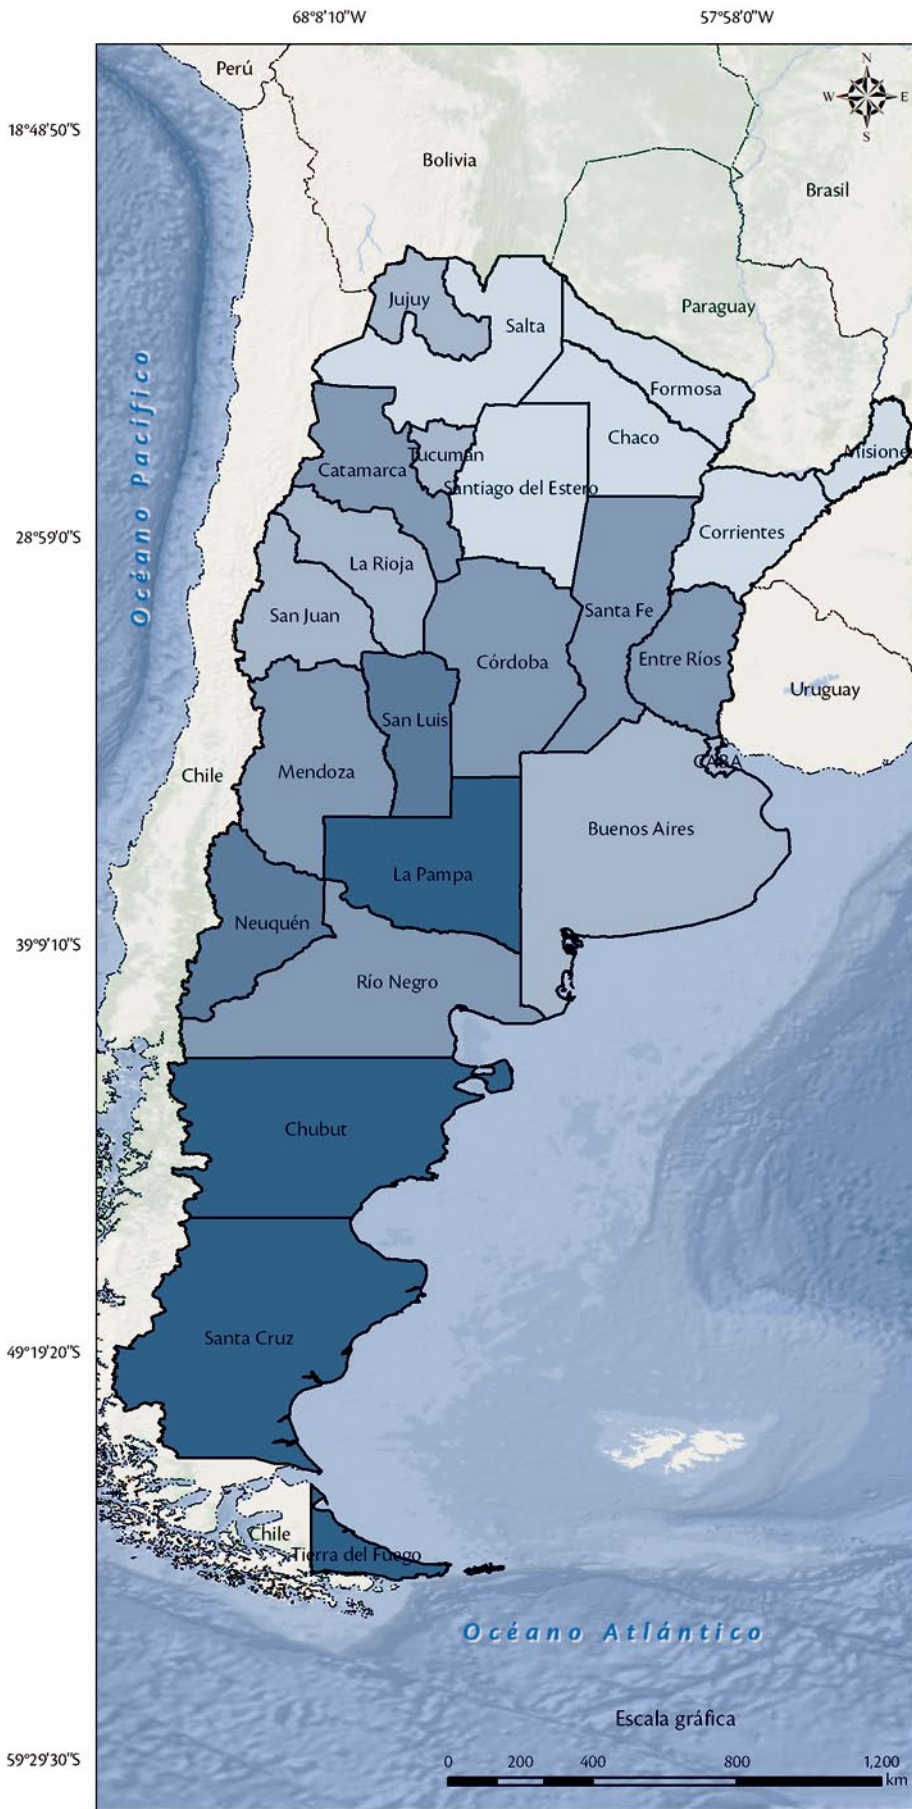 68°8'10"W
57°58'0"W
Perú
N
W
E
S
18°48'50"S
Bolivia
Brasil
Jujuy
Salta
Paraguay
Formosa
Chaco
Tucumán
Misione
Catamarca
Santiago del Estero
Océano Pacífico
28°59'0"S
Corrientes
La Rioja
San Juan
Santa Fe
Córdoba
Entre Ríos
Uruguay
San Luis
CABA
Mendoza
Chile
Buenos Aires
La Pampa
Neuquén
39°9'10"S
Río Negro
Chubut
Santa Cruz
49°19'20"S
Chile
Tierra del Fuego
Océano Atlántico
Escala gráfica
59°29'30"S
0 200 400 800 1,200
km